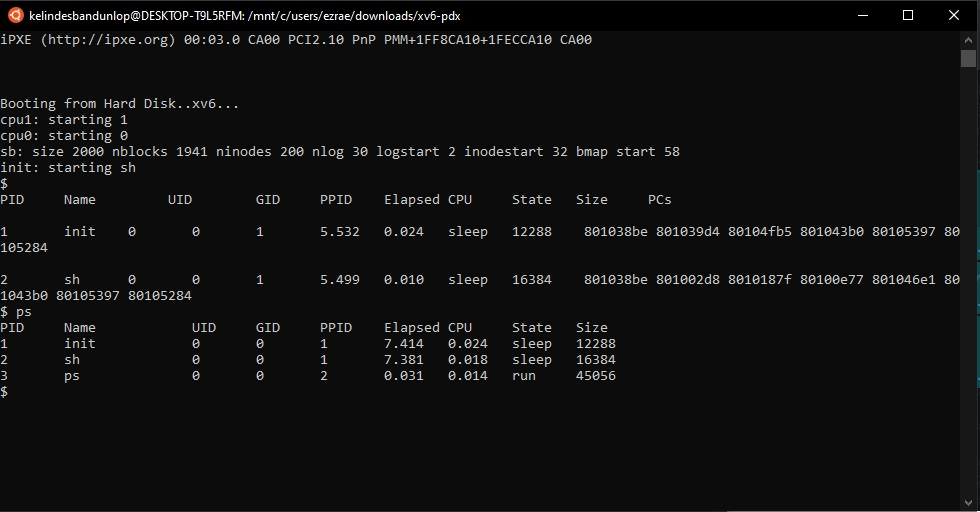 kelindesbandunlop@DESKTOP-T9L5RFM: /mnt/c/users/ezrae/downloads/xv6-pdx
iPXE (http://ipxe.org) 00:03.0 CA00 PCI2.10 PnP PMM+1FF8CA10+1FECCA10 CA00
Booting from Hard Disk..xv6...
cpu1: starting 1
cpu0: starting 0
sb: size 2000 nblocks 1941 ninodes 200 nlog 30 logstart 2 inodestart 32 bmap start 58
init: starting sh
$
PID     Name         UID        GID     PPID    Elapsed CPU     State   Size     PCs
1       init    0       0       1       5.532   0.024   sleep   12288    801038be 801039d4 80104fb5 801043b0 80105397 80
105284
2       sh      0       0       1       5.499   0.010   sleep   16384    801038be 801002d8 8010187f 80100e77 801046e1 80
1043b0 80105397 80105284
$ ps
PID     Name            UID     GID     PPID    Elapsed CPU     State   Size
1       init            0       0       1       7.414   0.024   sleep   12288
2       sh              0       0       1       7.381   0.018   sleep   16384
3       ps              0       0       2       0.031   0.014   run     45056
$